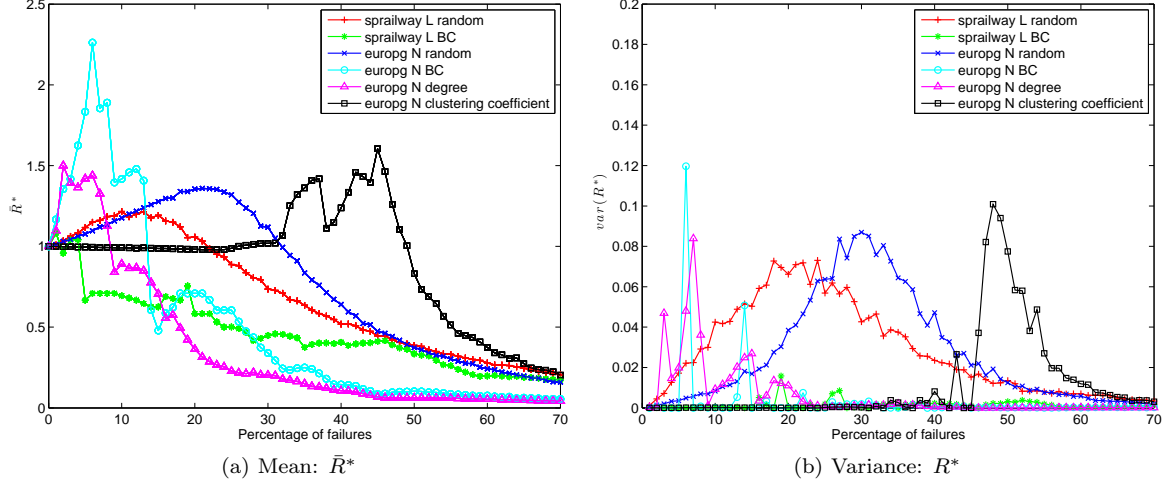 2.5
2
1.5
1
0.5
0
R̄*
0 10 20 30 40 50 60 70
Percentage of failures
sprailway L random
sprailway L BC
europg N random
europg N BC
europg N degree
europg N clustering coefficient
(a) Mean: R̄*
0.2
0.18
0.16
0.14
0.12
0.1
0.08
0.06
0.04
0.02
0
var(R*)
0 10 20 30 40 50 60 70
Percentage of failures
sprailway L random
sprailway L BC
europg N random
europg N BC
europg N degree
europg N clustering coefficient
(b) Variance: R*